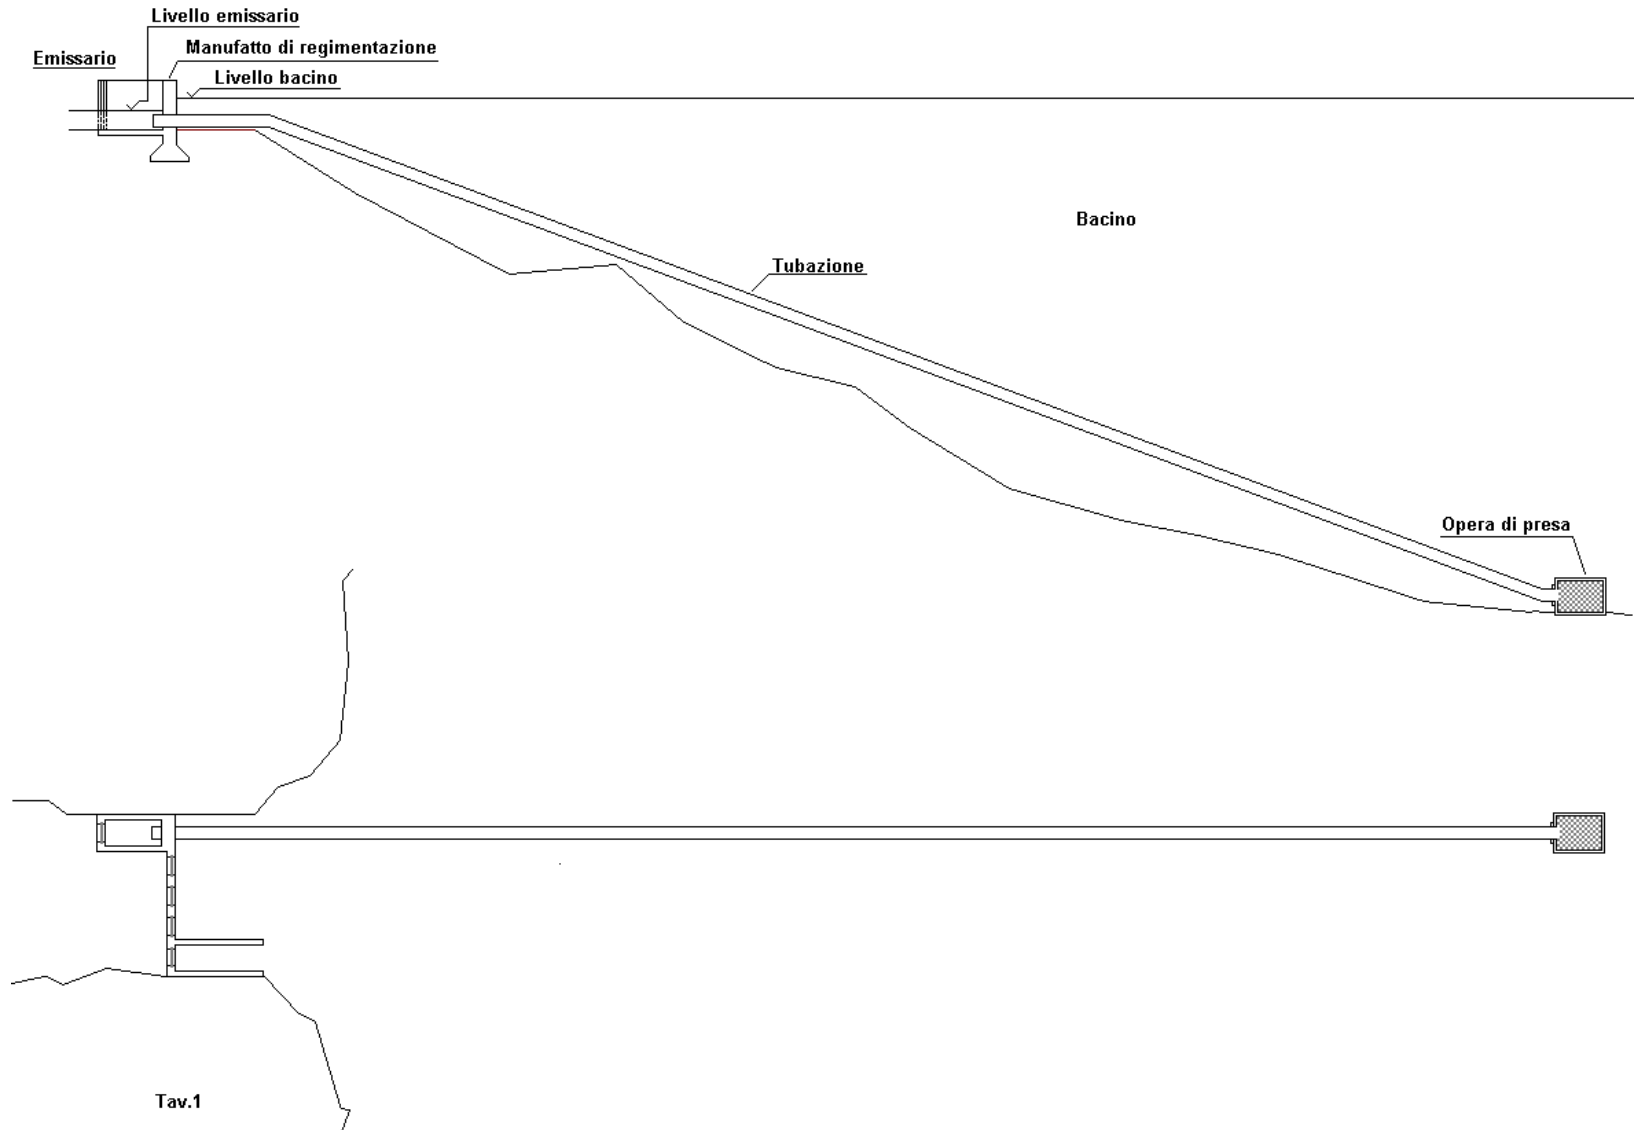 Livello emissario
Manufatto di regimentazione
Emissario
Livello bacino
Bacino
Tubazione
Opera di presa
Tav.1